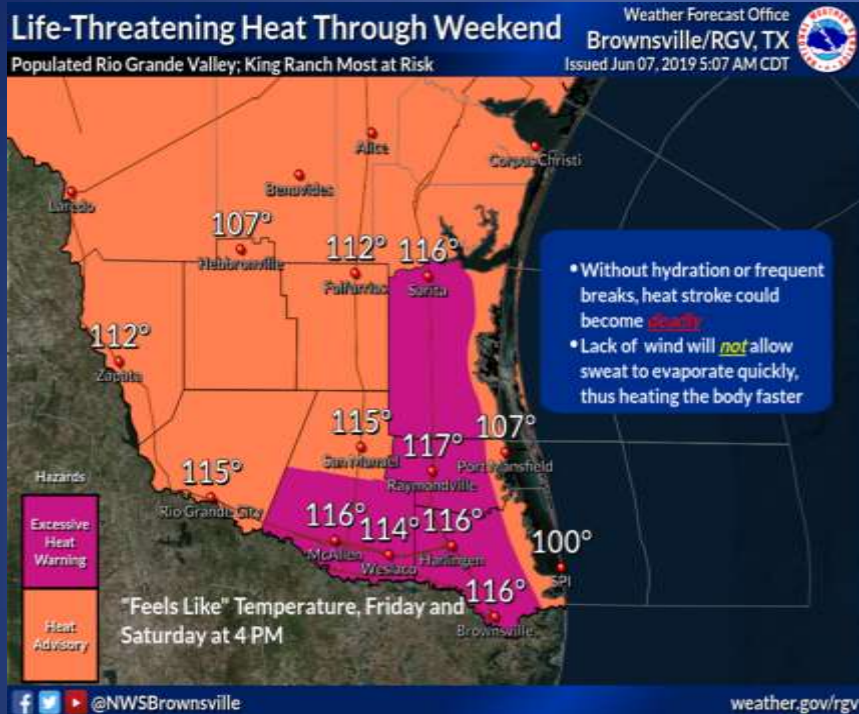 Life-Threatening Heat Through Weekend
Populated Rio Grande Valley; King Ranch Most at Risk
Weather Forecast Office
Brownsville/RGV, TX
Issued Jun 07, 2019 5:07 AM CDT
Alice
Corpus Christi
Benavides
Laredo
107°
Hebbronville
112°
Falfurrias
116°
Sarita
•Without hydration or frequent
breaks, heat stroke could
become deadly
•Lack of wind will not allow
sweat to evaporate quickly,
thus heating the body faster
112°
Zapata
115°
San Manuel
117°
Raymondville
107°
Port Mansfield
115°
Rio Grande City
116°
McAllen
114°
Weslaco
116°
Harlingen
100°
SPI
116°
Brownsville
Hazards
Excessive
Heat
Warning
Heat
Advisory
"Feels Like" Temperature, Friday and
Saturday at 4 PM
@NWSBrownsville
weather.gov/rgv